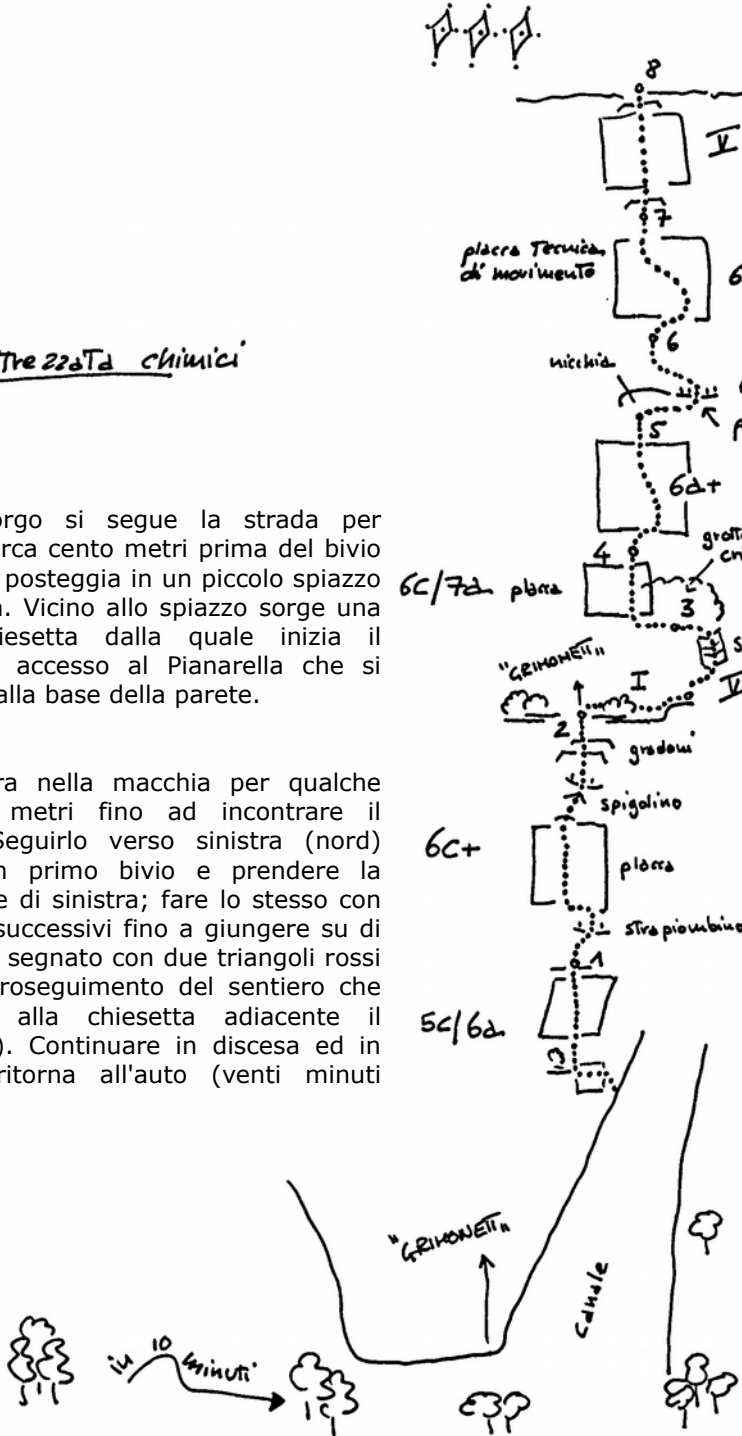 8
V
7
placca Tecnica
di movimento
6
6
Trezzata chimici
nicchia
5
6a+
orgo si segue la strada per
rca cento metri prima del bivio
posteggia in un piccolo spiazzo
. Vicino allo spiazzo sorge una
iesetta dalla quale inizia il
accesso al Pianarella che si
alla base della parete.
4
grotta
6c/7a placca
3
"GRIMONETT"
I
V
2
gradoni
ra nella macchia per qualche
metri fino ad incontrare il
Seguirlo verso sinistra (nord)
n primo bivio e prendere la
e di sinistra; fare lo stesso con
successivi fino a giungere su di
segnato con due triangoli rossi
roseguimento del sentiero che
alla chiesetta adiacente il
). Continuare in discesa ed in
ritorna all'auto (venti minuti
spigolino
6c+
placca
strapiombino
1
5c/6a
"GRIMONETT"
canale
in 10 minuti